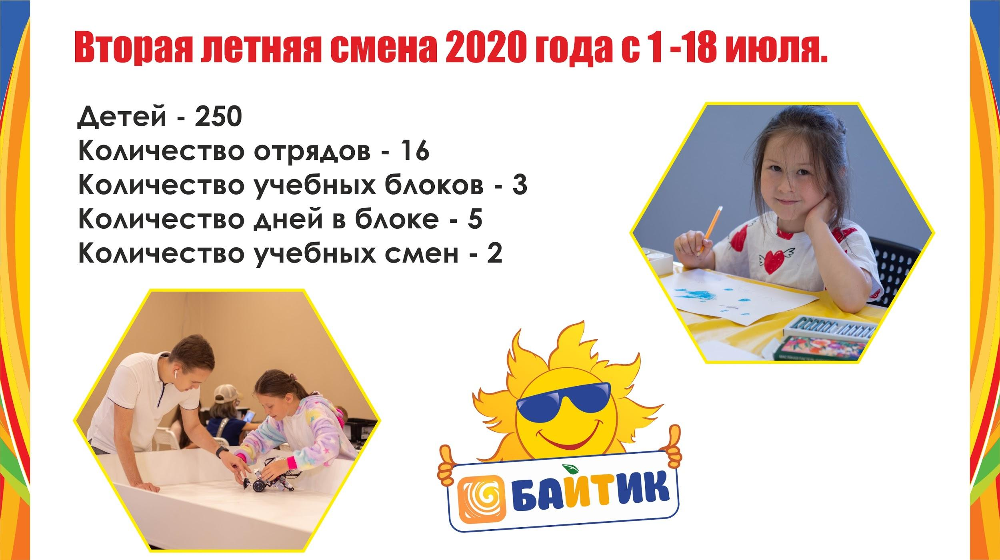 Вторая летняя смена 2020 года с 1 -18 июля.
Детей - 250
Количество отрядов - 16
Количество учебных блоков - 3
Количество дней в блоке - 5
Количество учебных смен - 2
БАЙТИК